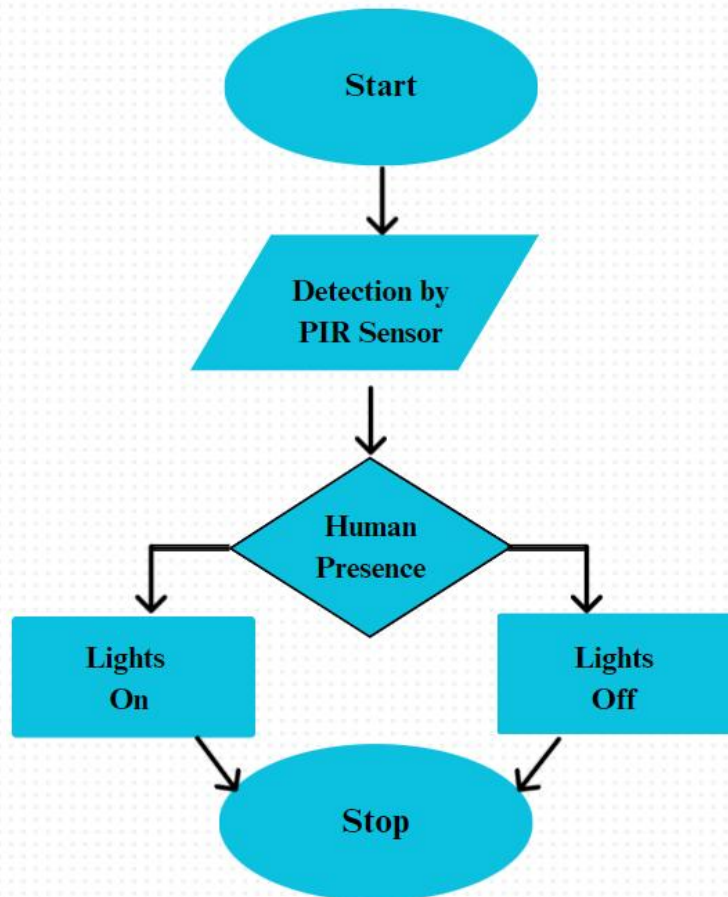 Start
Detection by
PIR Sensor
Human
Presence
Lights
On
Lights
Off
Stop